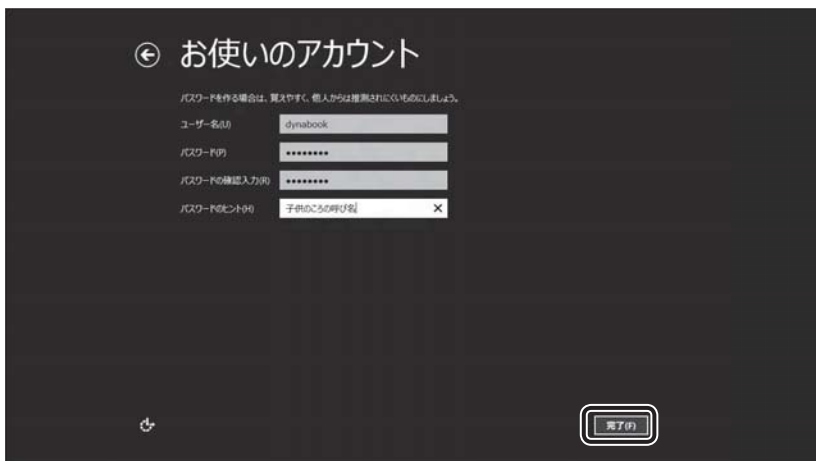 お使いのアカウント
パスワードを作る場合は、覚えやすく、他人からは推測されにくいものにしましょう。
ユーザー名(U) dynabook
パスワード(P) ••••••••
パスワードの確認入力(R) ••••••••
パスワードのヒント(H) 子供のころの呼び名
完了(F)